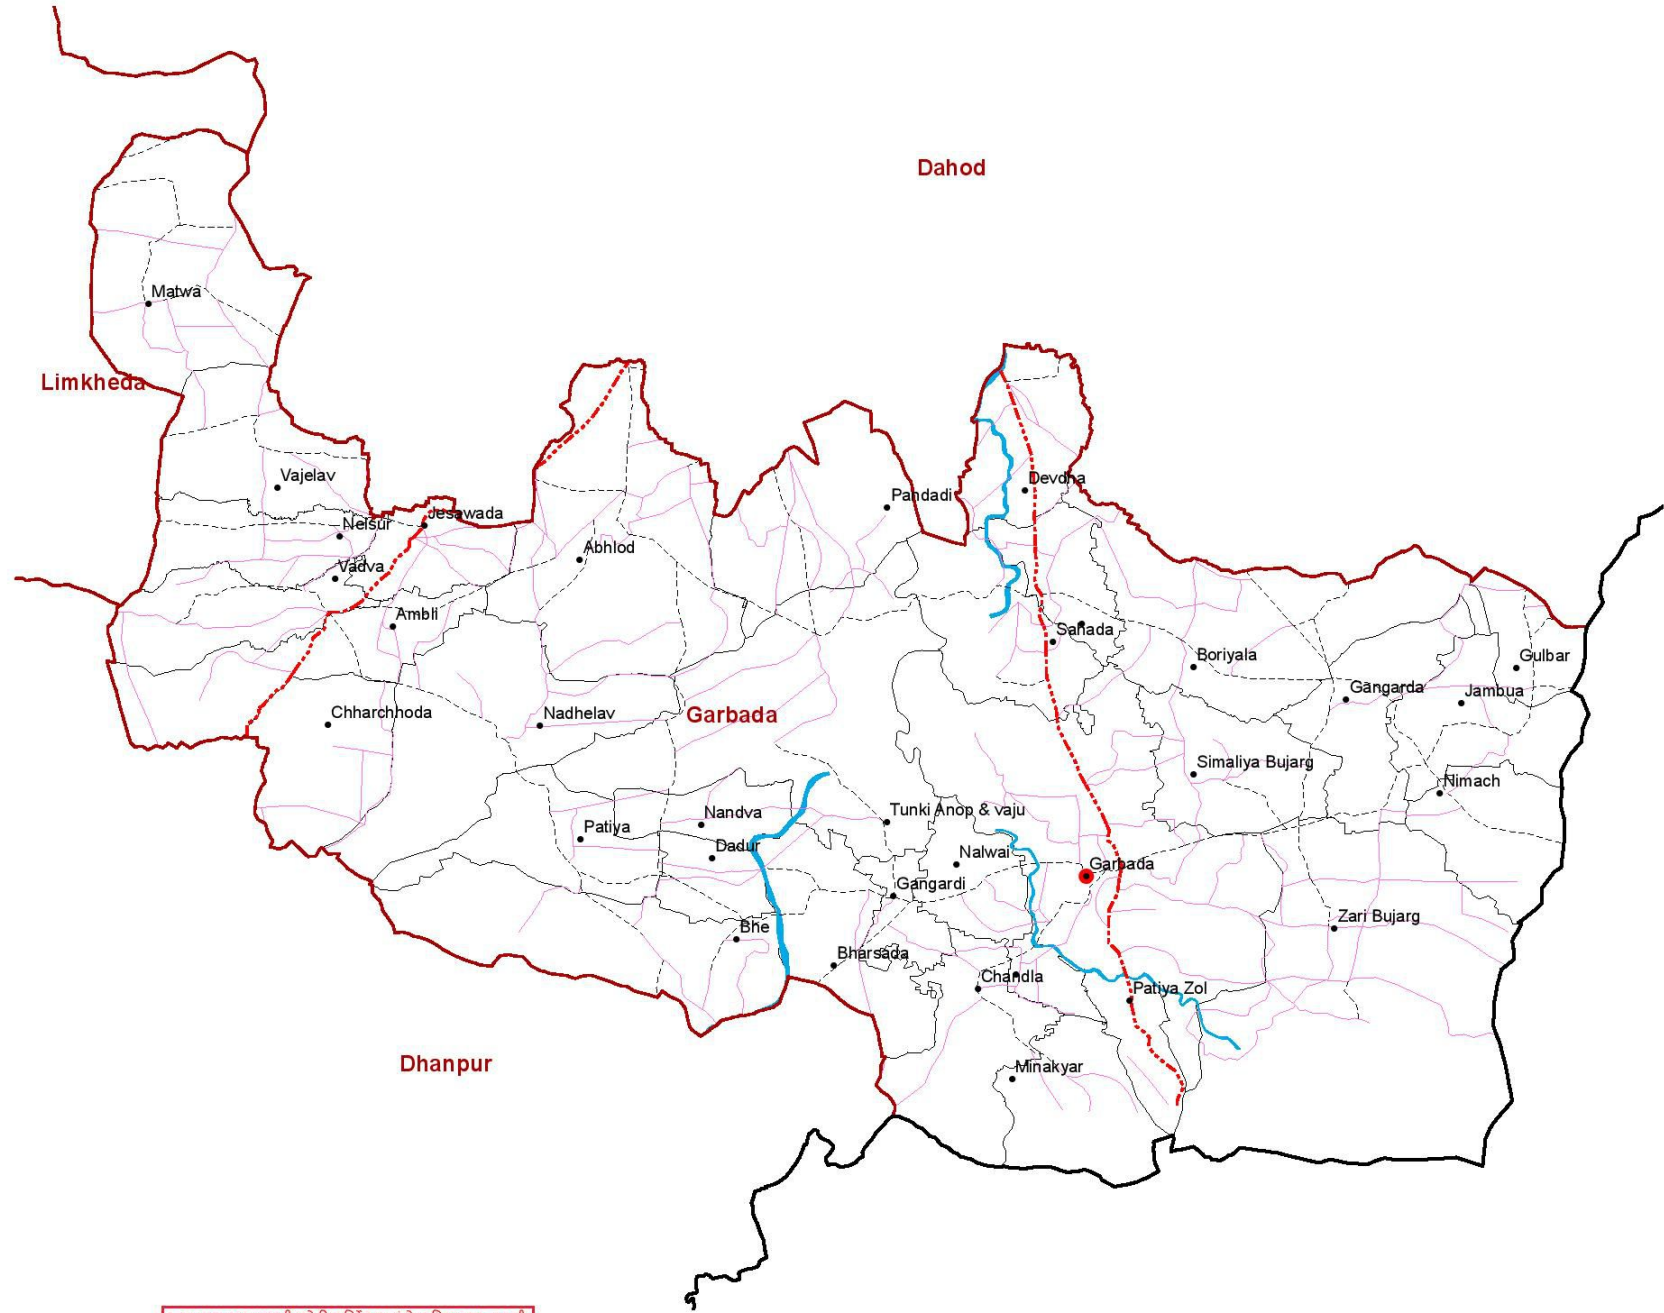 Dahod
Matwa
Limkheda
Vajelav
Devdha
Pandadi
Jesawada
Nelsur
Abhlod
Vadva
Ambli
Sahada
Boriyala
Gulbar
Gangarda
Jambua
Chharchhoda
Nadhelav
Garbada
Simaliya Bujarg
Nimach
Nandva
Tunki Anop & vaju
Patiya
Dadur
Nalwai
Garbada
Gangardi
Zari Bujarg
Bhe
Bharsada
Chandla
Patiya Zol
Dhanpur
Minakyar